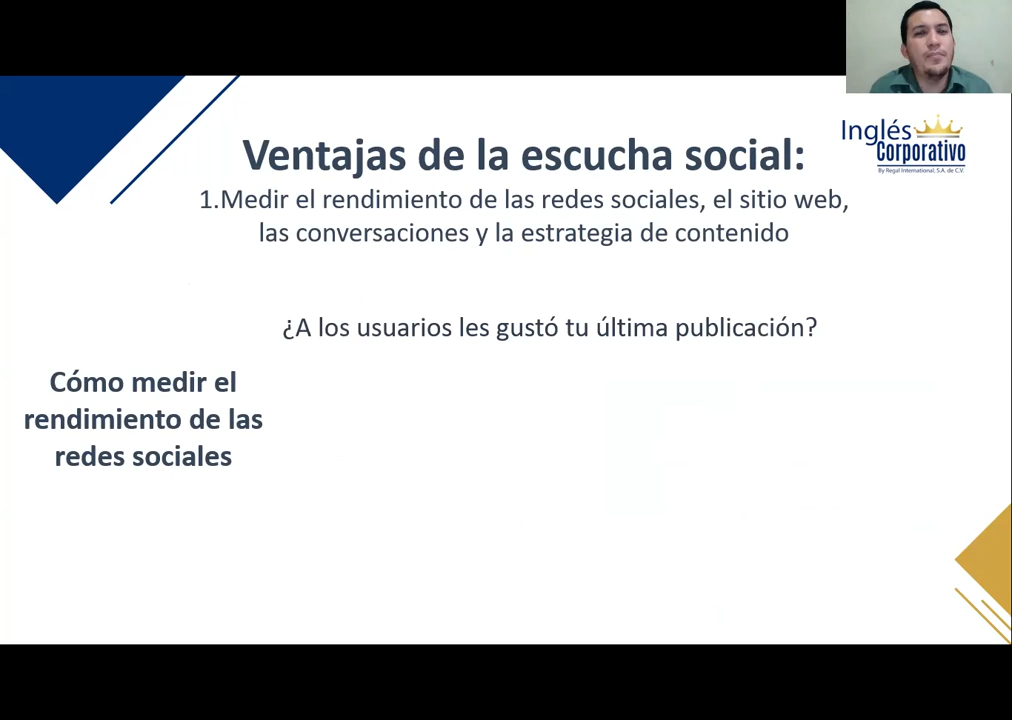 Inglés
Corporativo
By Regal International, S.A. de C.V.
Ventajas de la escucha social:
1.Medir el rendimiento de las redes sociales, el sitio web,
las conversaciones y la estrategia de contenido
¿A los usuarios les gustó tu última publicación?
Cómo medir el
rendimiento de las
redes sociales